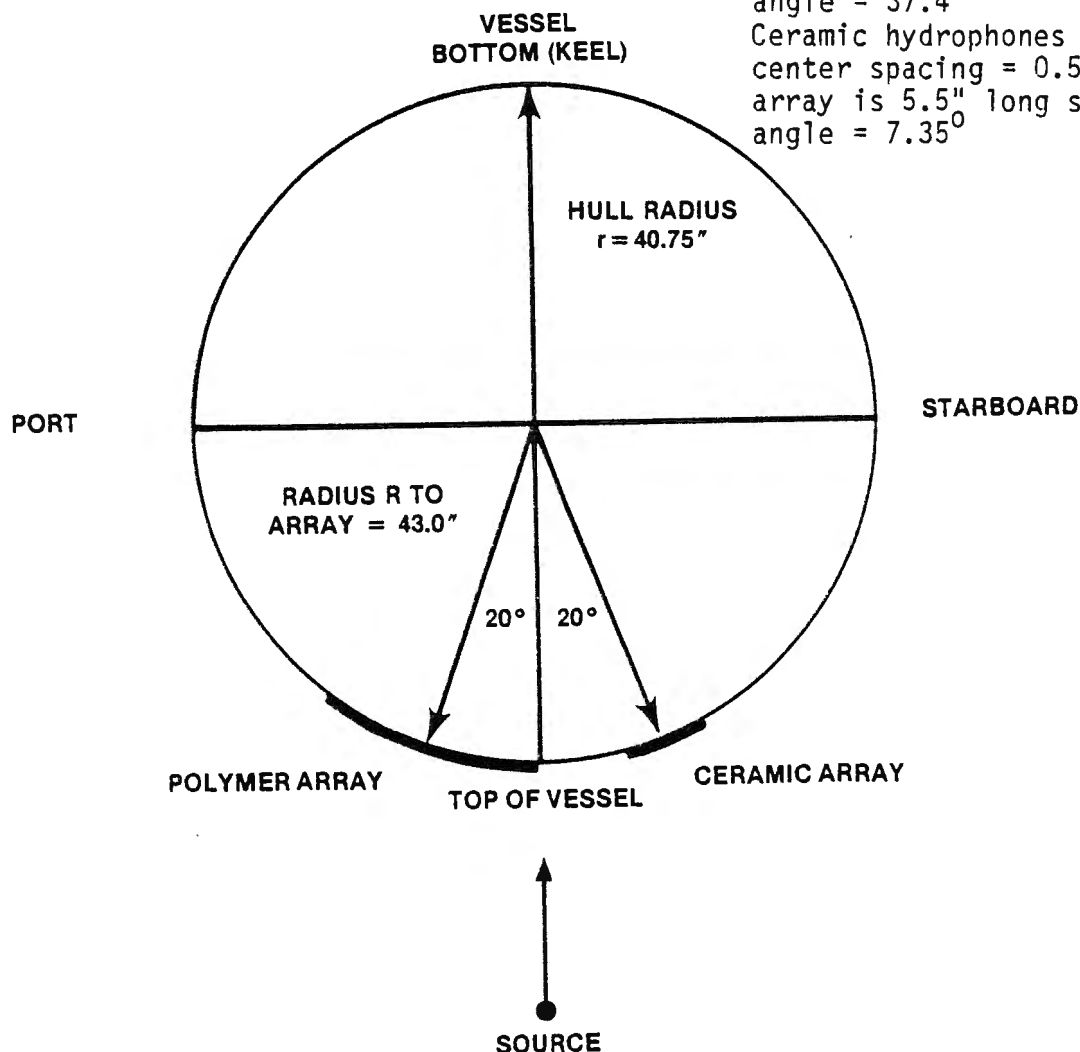 angle = 37.4
VESSEL
BOTTOM (KEEL)
Ceramic hydrophones
center spacing = 0.5
array is 5.5" long s
angle = 7.35⁰
HULL RADIUS
r = 40.75"
PORT
STARBOARD
RADIUS R TO
ARRAY = 43.0"
20° 20°
POLYMER ARRAY
TOP OF VESSEL
CERAMIC ARRAY
SOURCE